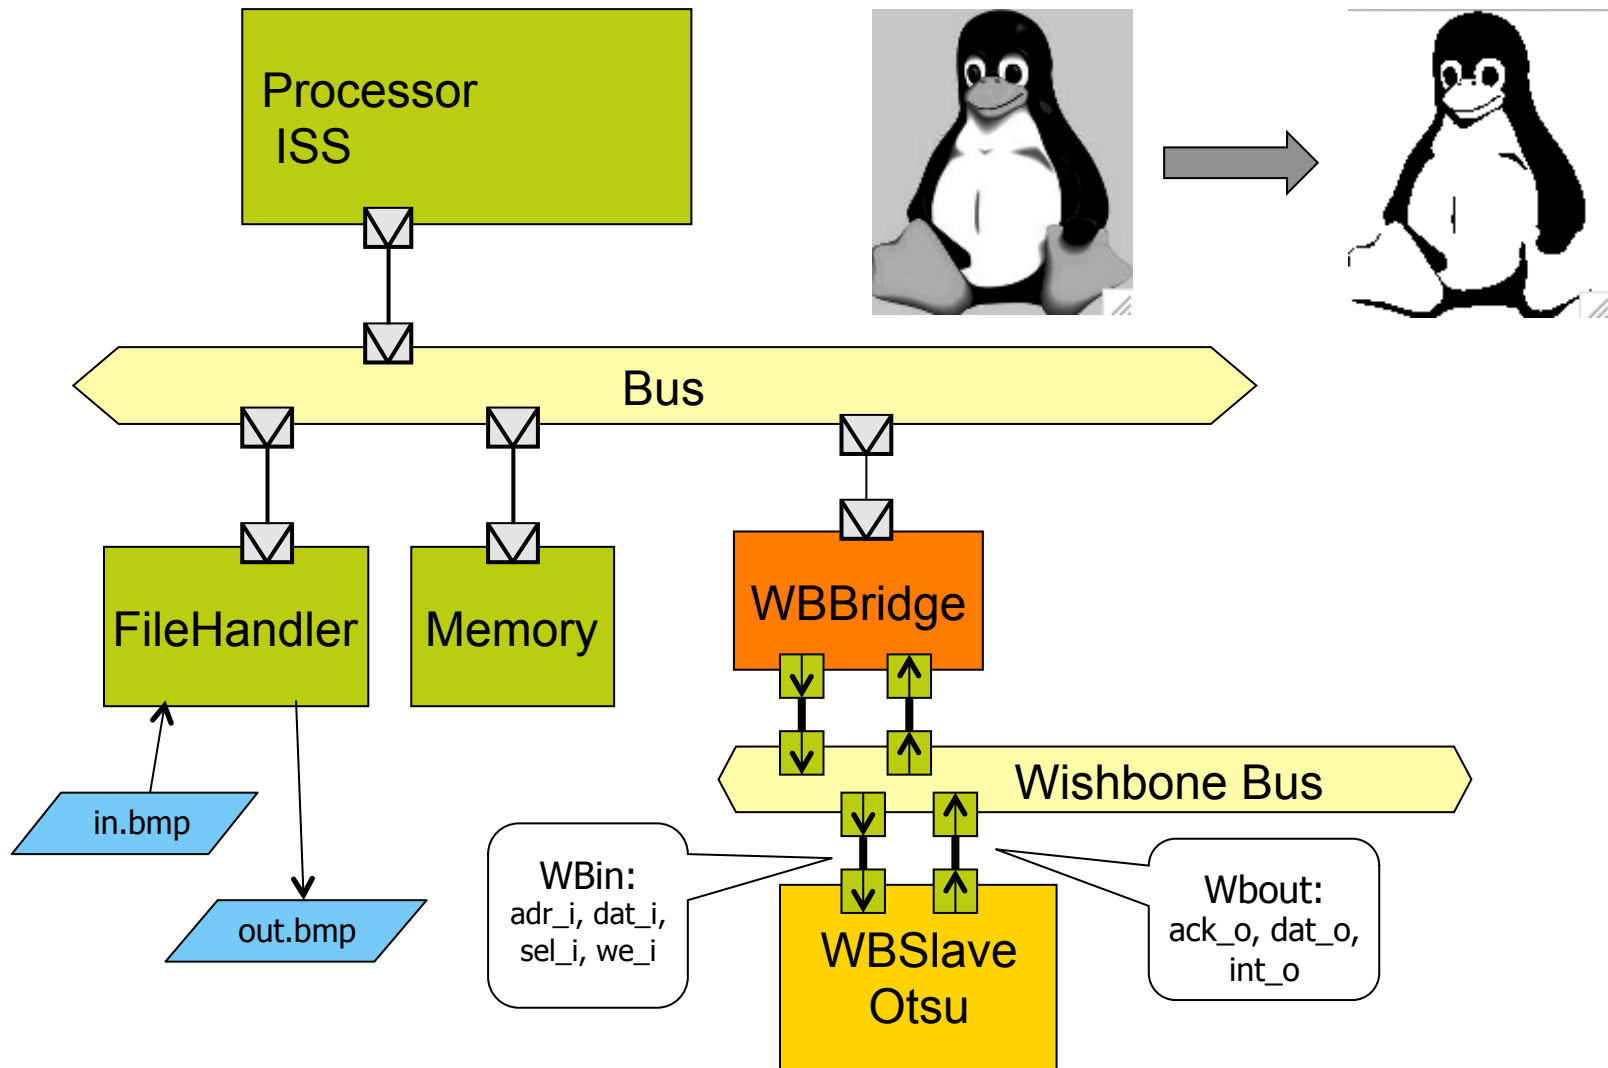 Processor
ISS
Bus
FileHandler
Memory
WBBridge
Wishbone Bus
in.bmp
out.bmp
WBin:
adr_i, dat_i,
sel_i, we_i
WBSlave
Otsu
Wbout:
ack_o, dat_o,
int_o